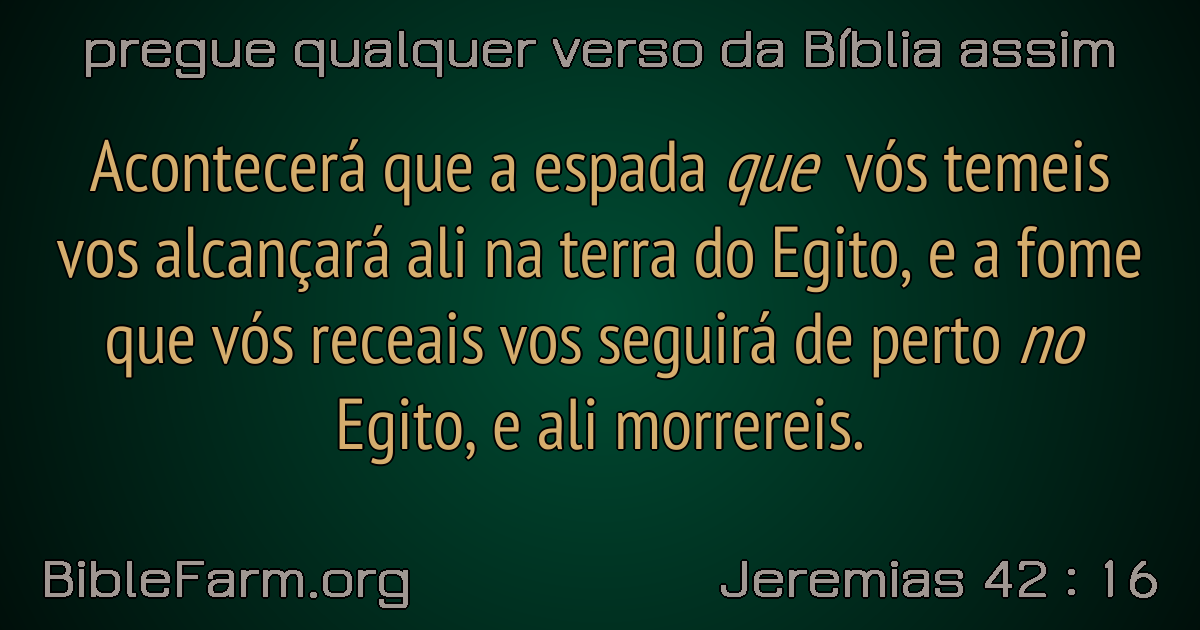 pregue qualquer verso da Bíblia assim
Acontecerá que a espada que vós temeis
vos alcançará ali na terra do Egito, e a fome
que vós receais vos seguirá de perto no
Egito, e ali morrereis.
BibleFarm.org
Jeremias 42 : 16